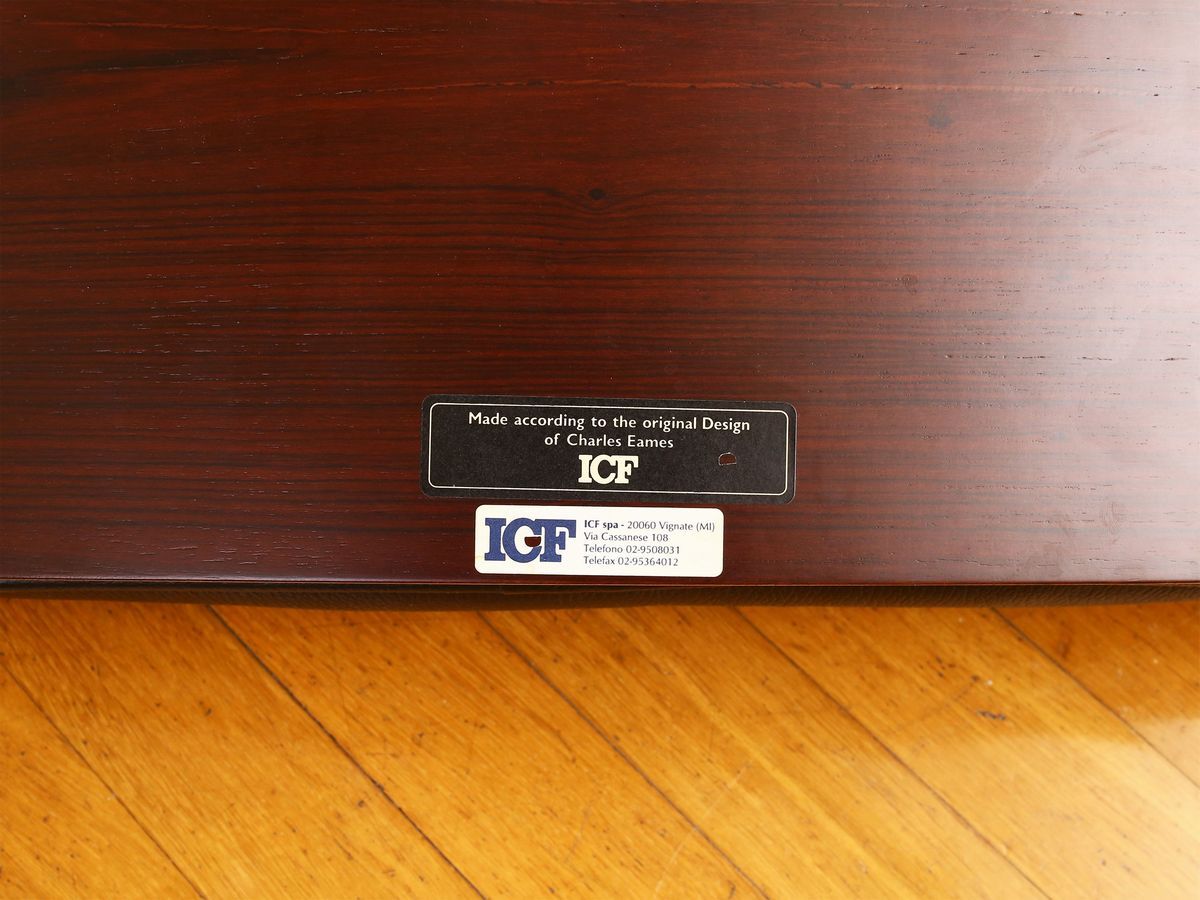 Made according to the original Design
of Charles Eames
ICF
ICF
ICF spa - 20060 Vignate (MI)
Via Cassanese 108
Telefono 02-9508031
Telefax 02-95364012